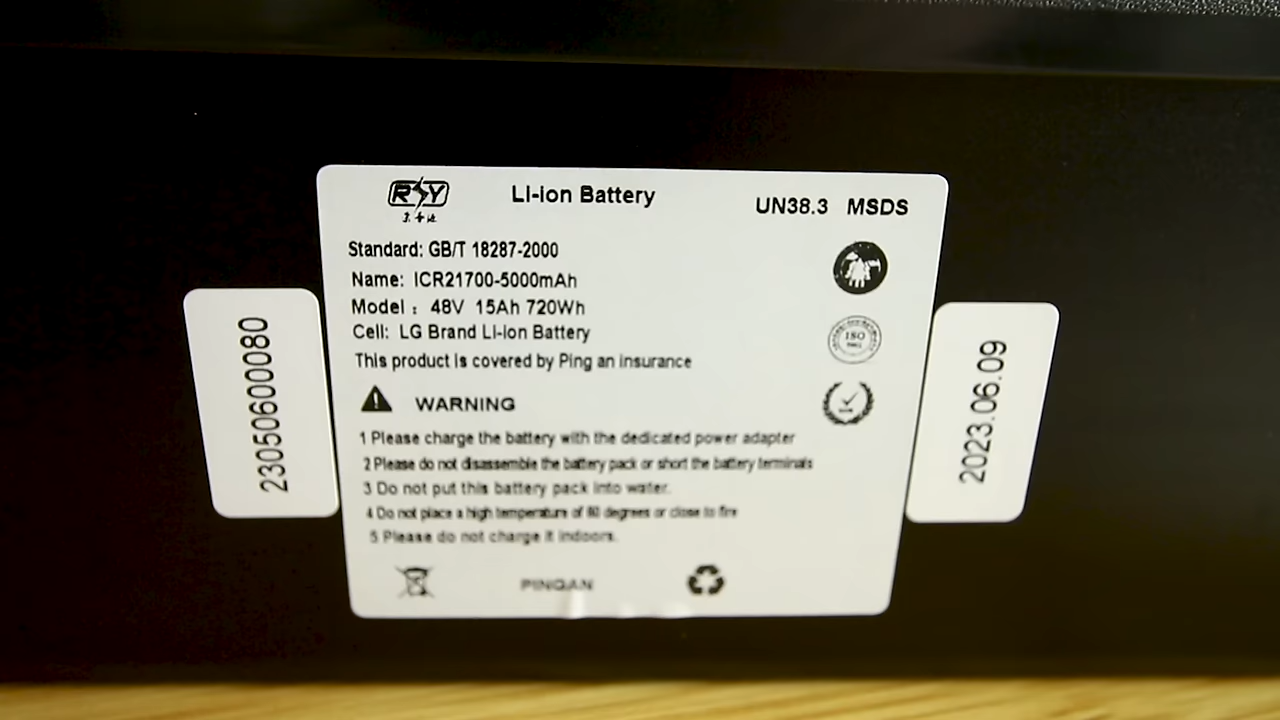 RSY
Li-ion Battery
UN38.3 MSDS
Standard: GB/T 18287-2000
Name: ICR21700-5000mAh
Model : 48V 15Ah 720Wh
Cell: LG Brand Li-ion Battery
This product is covered by Ping an insurance
WARNING
1 Please charge the battery with the dedicated power adapter
2 Please do not disassemble the battery pack or short the battery terminals
3 Do not put this battery pack into water.
4 Do not place a high temperature of 60 degrees or close to fire
5 Please do not charge it indoors.
PINGAN
ISO
23050600080
2023.06.09